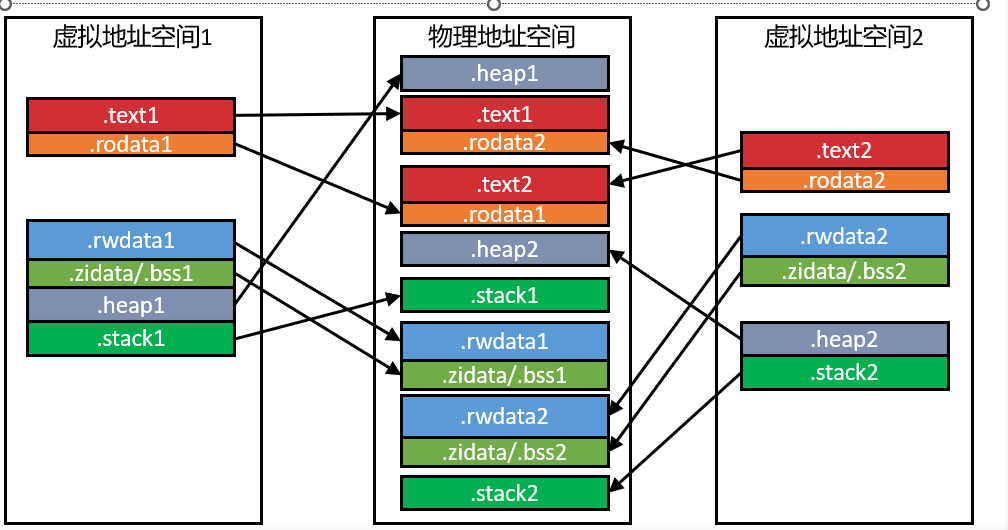 虚拟地址空间1
.text1
.rodata1
.rwdata1
.zidata/.bss1
.heap1
.stack1
物理地址空间
.heap1
.text1
.rodata2
.text2
.rodata1
.heap2
.stack1
.rwdata1
.zidata/.bss1
.rwdata2
.zidata/.bss2
.stack2
虚拟地址空间2
.text2
.rodata2
.rwdata2
.zidata/.bss2
.heap2
.stack2